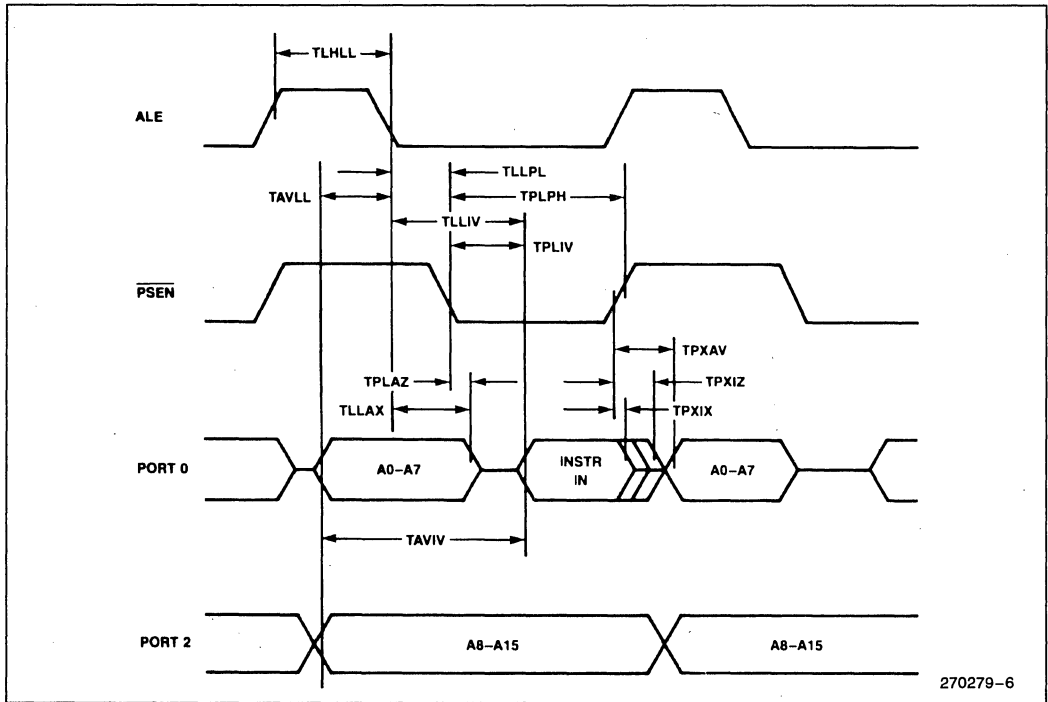 TLHLL
ALE
TLLPL
TAVLL
TPLPH
TLLIV
TPLIV
PSEN
TPXAV
TPLAZ
TPXIZ
TLLAX
TPXIX
PORT 0
A0–A7
INSTR
IN
A0–A7
TAVIV
PORT 2
A8–A15
A8–A15
270279–6